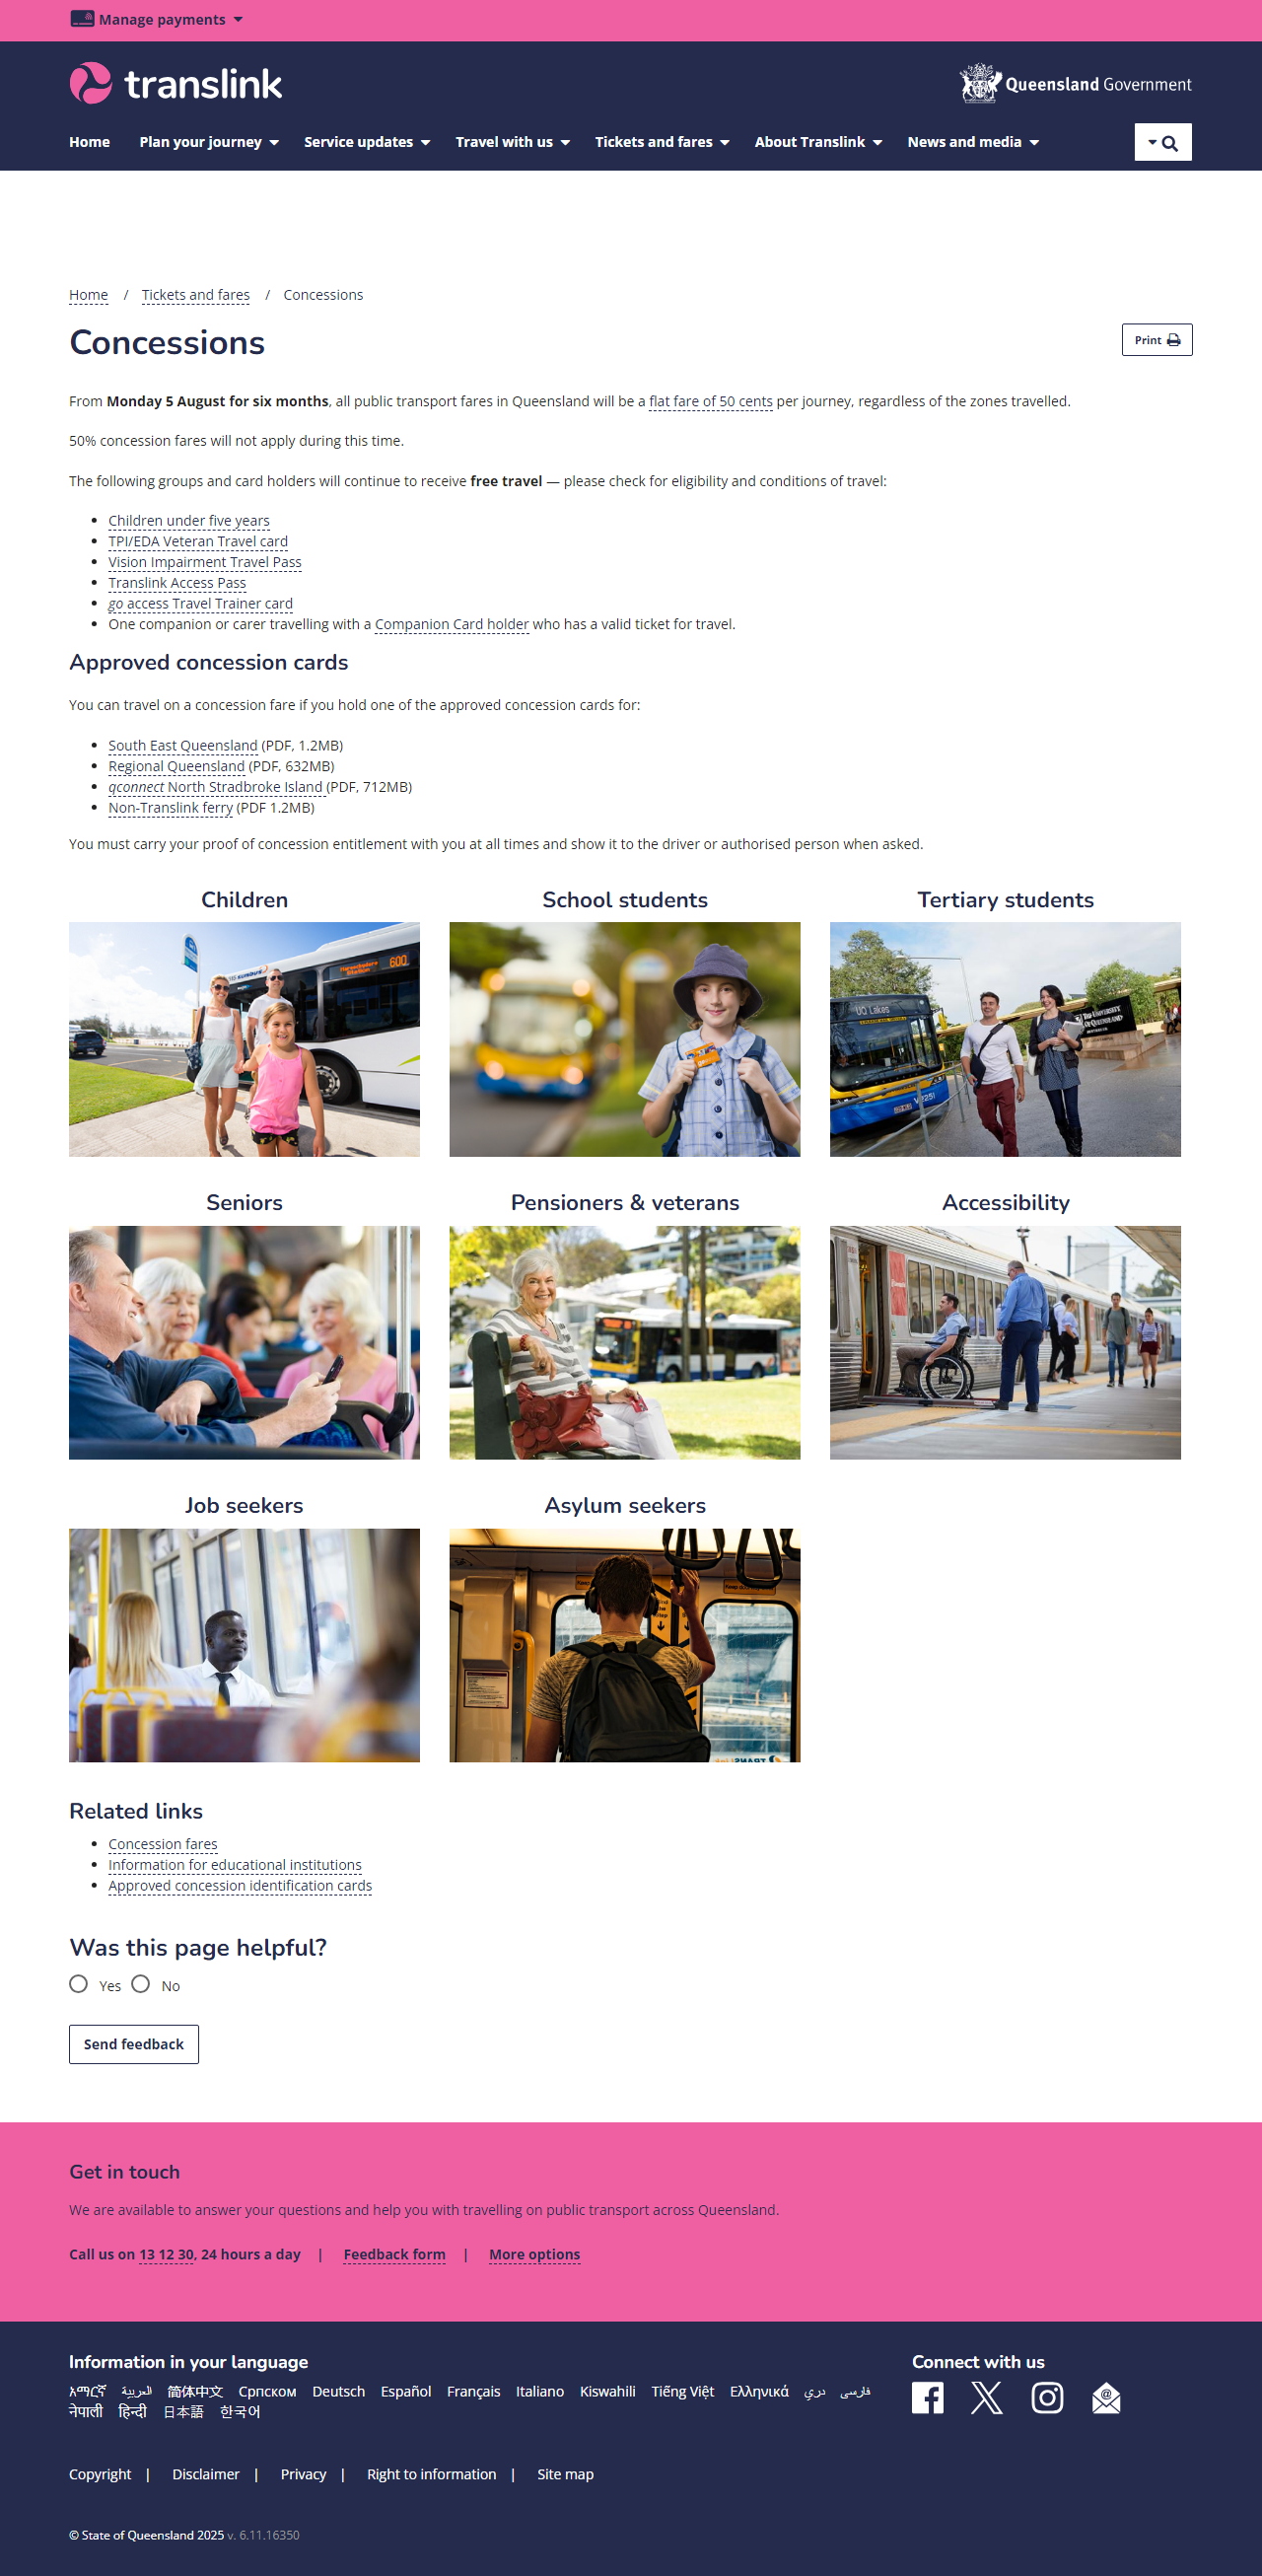 Manage payments
translink
Queensland Government
Home Plan your journey Service updates Travel with us Tickets and fares About Translink News and media
Home / Tickets and fares / Concessions
Concessions
Print
From Monday 5 August for six months, all public transport fares in Queensland will be a flat fare of 50 cents per journey, regardless of the zones travelled.
50% concession fares will not apply during this time.
The following groups and card holders will continue to receive free travel — please check for eligibility and conditions of travel:
Children under five years
TPI/EDA Veteran Travel card
Vision Impairment Travel Pass
Translink Access Pass
go access Travel Trainer card
One companion or carer travelling with a Companion Card holder who has a valid ticket for travel.
Approved concession cards
You can travel on a concession fare if you hold one of the approved concession cards for:
South East Queensland (PDF, 1.2MB)
Regional Queensland (PDF, 632MB)
qconnect North Stradbroke Island (PDF, 712MB)
Non-Translink ferry (PDF 1.2MB)
You must carry your proof of concession entitlement with you at all times and show it to the driver or authorised person when asked.
Children School students Tertiary students
600
UQ Lakes
THE UNIVERSITY
OF QUEENSLAND
Seniors Pensioners & veterans Accessibility
Job seekers Asylum seekers
Related links
Concession fares
Information for educational institutions
Approved concession identification cards
Was this page helpful?
Yes No
Send feedback
Get in touch
We are available to answer your questions and help you with travelling on public transport across Queensland.
Call us on 13 12 30, 24 hours a day | Feedback form | More options
Information in your language
Connect with us
አማርኛ العربية 简体中文 Српском Deutsch Español Français Italiano Kiswahili Tiếng Việt Ελληνικά دري فارسی
नेपाली हिन्दी 日本語 한국어
Copyright | Disclaimer | Privacy | Right to information | Site map
© State of Queensland 2025 v. 6.11.16350